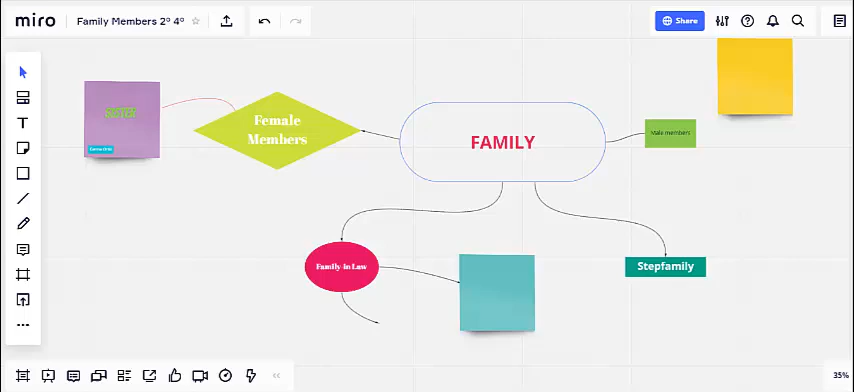 miro
Family Members 2º 4º
Share
SISTER
Female
Members
FAMILY
Male members
Family in Law
Stepfamily
35%